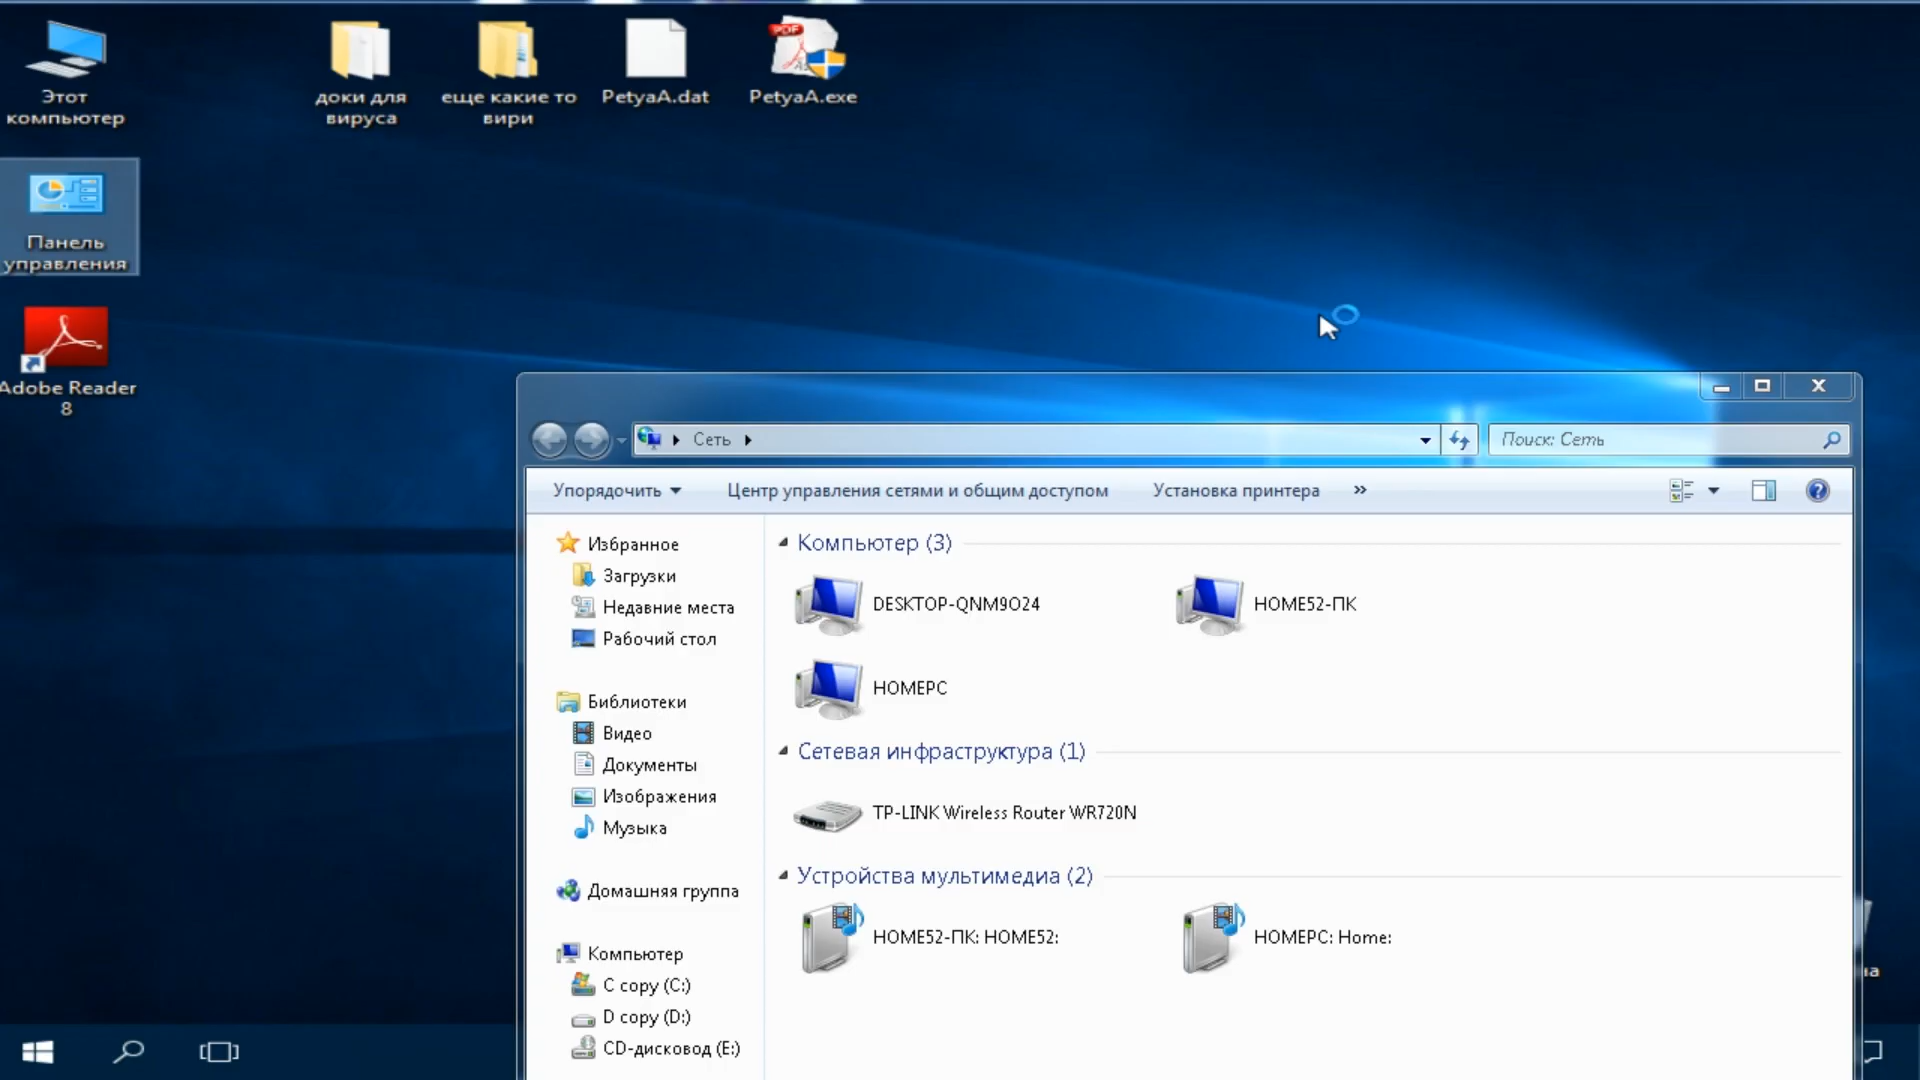 Этот
компьютер
доки для
вируса
еще какие то
вири
PetyaA.dat
PDF
PetyaA.exe
Панель
управления
Adobe Reader
8
Сеть
Поиск: Сеть
Упорядочить
Центр управления сетями и общим доступом
Установка принтера
»
Избранное
Загрузки
Недавние места
Рабочий стол
Библиотеки
Видео
Документы
Изображения
Музыка
Домашняя группа
Компьютер
C copy (C:)
D copy (D:)
CD-дисковод (E:)
Компьютер (3)
DESKTOP-QNM9O24
HOME52-ПК
HOMEPC
Сетевая инфраструктура (1)
TP-LINK Wireless Router WR720N
Устройства мультимедиа (2)
HOME52-ПК: HOME52:
HOMEPC: Home: